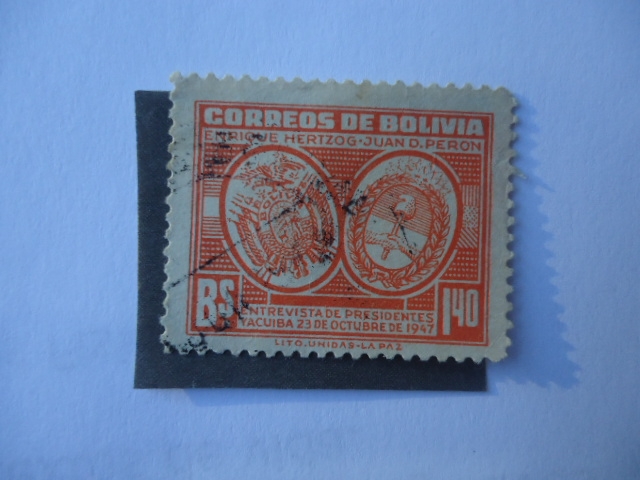 CORREOS DE BOLIVIA
ENRIQUE HERTZOG · JUAN D. PERON
BOLIVIA
BS
ENTREVISTA DE PRESIDENTES
YACUIBA 23 DE OCTUBRE DE 1947
1.40
LITO. UNIDAS - LA PAZ